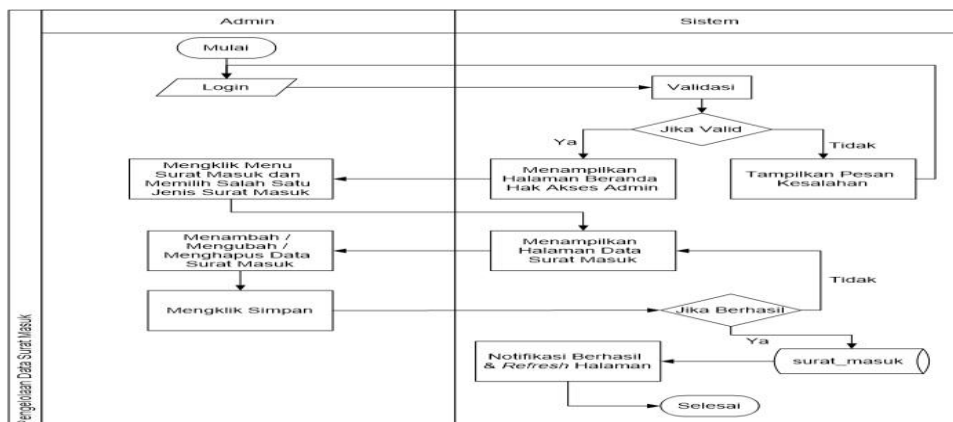 Admin
Sistem
Mulai
Login
Validasi
Jika Valid
Ya
Tidak
Mengklik Menu
Surat Masuk dan
Memilih Salah Satu
Jenis Surat Masuk
Menampilkan
Halaman Beranda
Hak Akses Admin
Tampilkan Pesan
Kesalahan
Menambah /
Mengubah /
Menghapus Data
Surat Masuk
Menampilkan
Halaman Data
Surat Masuk
Tidak
Mengklik Simpan
Jika Berhasil
Ya
Notifikasi Berhasil
& Refresh Halaman
surat_masuk
Selesai
Pengelolaan Data Surat Masuk